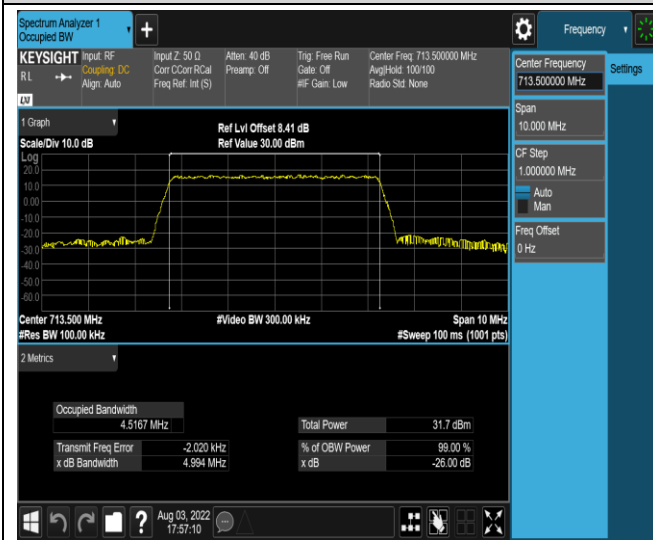 Spectrum Analyzer 1
Occupied BW
+
Frequency
KEYSIGHT
RL
LXI
Input: RF
Coupling: DC
Align: Auto
Input Z: 50 Ω
Corr CCorr RCal
Freq Ref: Int (S)
Atten: 40 dB
Preamp: Off
Trig: Free Run
Gate: Off
#IF Gain: Low
Center Freq: 713.500000 MHz
Avg|Hold: 100/100
Radio Std: None
Center Frequency
713.500000 MHz
Settings
Span
10.000 MHz
CF Step
1.000000 MHz
Auto
Man
Freq Offset
0 Hz
1 Graph
Scale/Div 10.0 dB
Ref Lvl Offset 8.41 dB
Ref Value 30.00 dBm
Log
20.0
10.0
0.00
-10.0
-20.0
-30.0
-40.0
-50.0
-60.0
Center 713.500 MHz
#Video BW 300.00 kHz
Span 10 MHz
#Res BW 100.00 kHz
#Sweep 100 ms (1001 pts)
2 Metrics
Occupied Bandwidth
4.5167 MHz
Total Power 31.7 dBm
Transmit Freq Error -2.020 kHz
% of OBW Power 99.00 %
x dB Bandwidth 4.994 MHz
x dB -26.00 dB
?
Aug 03, 2022
17:57:10